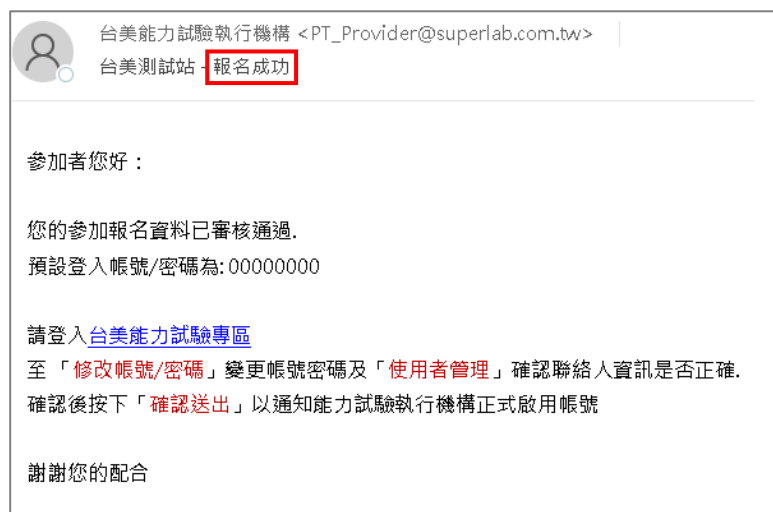 台美能力試驗執行機構 <PT_Provider@superlab.com.tw>
台美測試站 - 報名成功
參加者您好：
您的參加報名資料已審核通過.
預設登入帳號/密碼為: 00000000
請登入台美能力試驗專區
至「修改帳號/密碼」變更帳號密碼及「使用者管理」確認聯絡人資訊是否正確.
確認後按下「確認送出」以通知能力試驗執行機構正式啟用帳號
謝謝您的配合